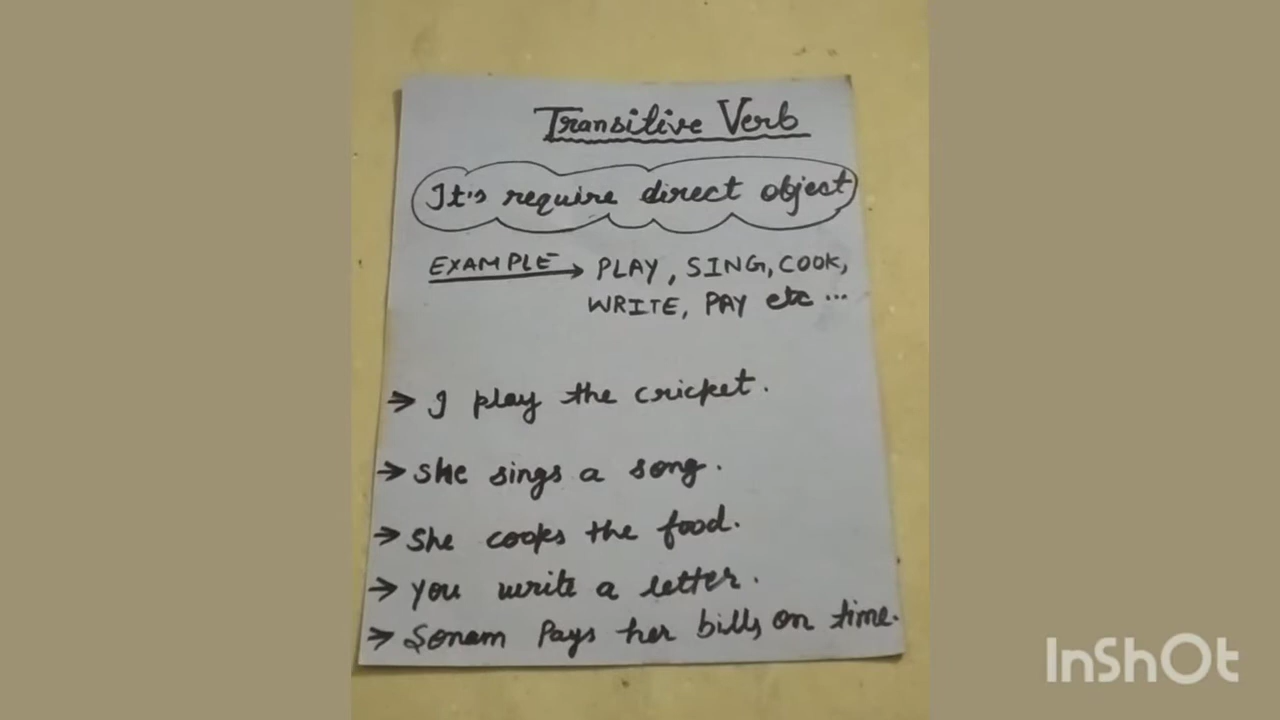 Transitive Verb
It's require direct object
EXAMPLE → PLAY, SING, COOK,
WRITE, PAY etc ...
→ I play the cricket.
→ She sings a song.
→ She cooks the food.
→ You write a letter.
→ Sonam Pays her bills on time.
InShOt